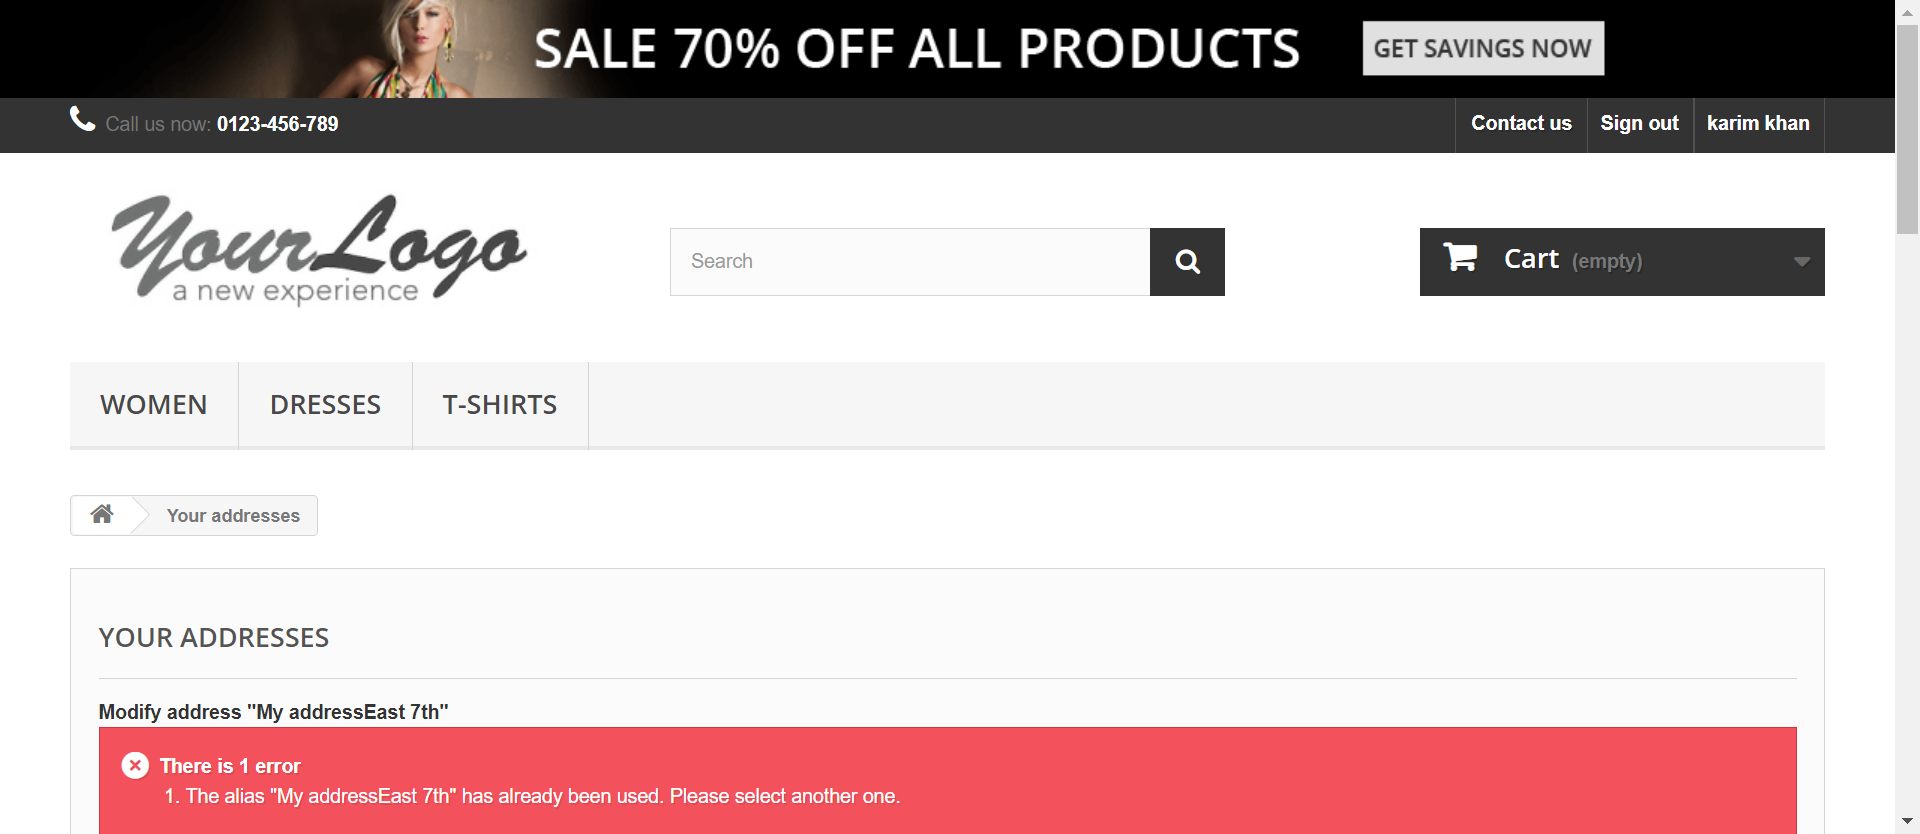 SALE 70% OFF ALL PRODUCTS GET SAVINGS NOW
Call us now: 0123-456-789 Contact us Sign out karim khan
YourLogo
a new experience
Search Cart (empty)
WOMEN DRESSES T-SHIRTS
Your addresses
YOUR ADDRESSES
Modify address "My addressEast 7th"
There is 1 error
1. The alias "My addressEast 7th" has already been used. Please select another one.